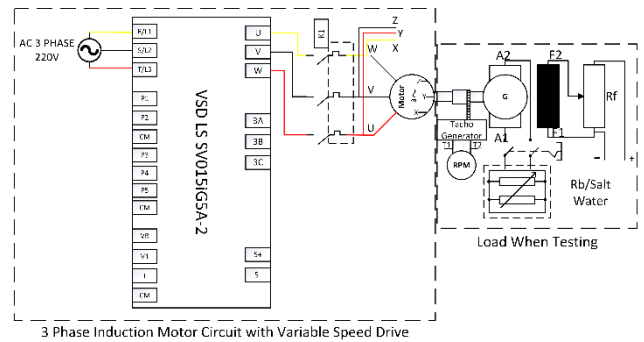 AC 3 PHASE
220V
R/L1
S/L2
T/L3
P1
P2
CM
P3
P4
P5
CM
VR
V1
I
CM
VSD LS SV015iG5A-2
U
V
W
3A
3B
3C
S+
S
K1
Z
Y
X
W
V
U
Motor
3~
Y
X
Tacho
Generator
T1
T2
RPM
A2
G
A1
F2
F1
Rf
−
+
Rb/Salt
Water
Load When Testing
3 Phase Induction Motor Circuit with Variable Speed Drive